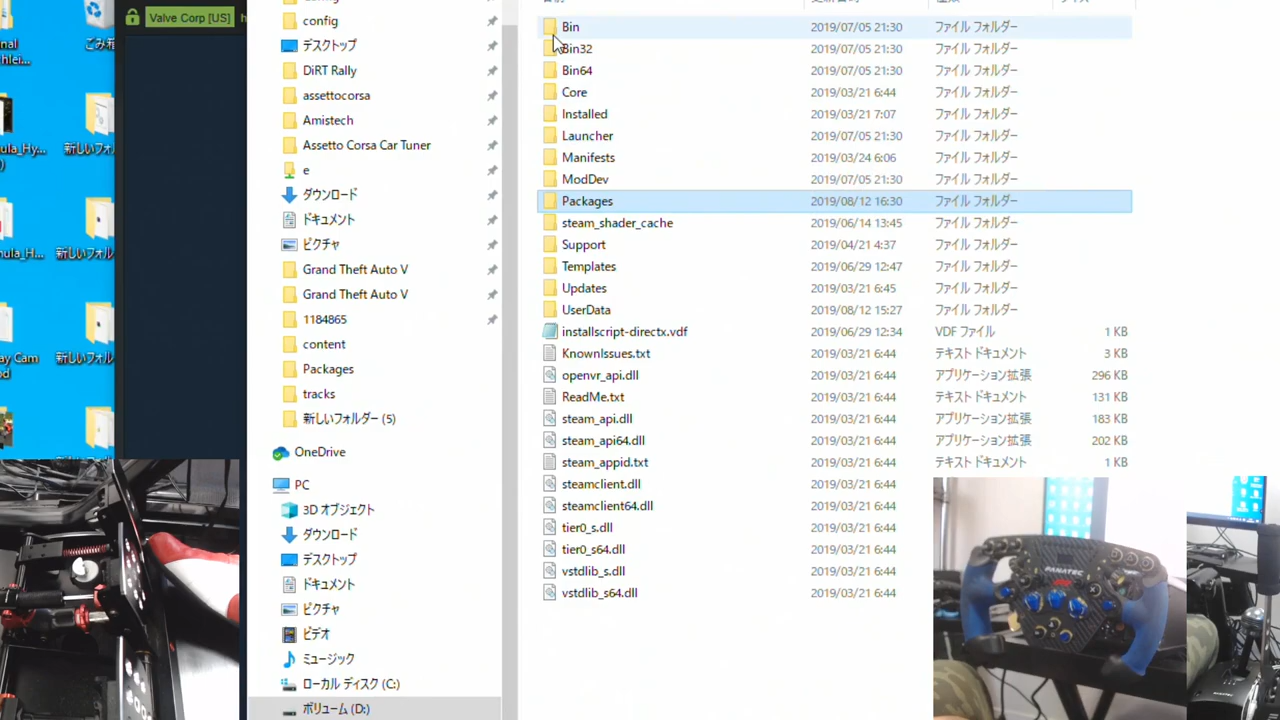 Valve Corp [US]
ごみ箱
新しいフォル
新しいフォル
新しいフォル
config
デスクトップ
DiRT Rally
assettocorsa
Amistech
Assetto Corsa Car Tuner
e
ダウンロード
ドキュメント
ピクチャ
Grand Theft Auto V
Grand Theft Auto V
1184865
content
Packages
tracks
新しいフォルダー (5)
OneDrive
PC
3D オブジェクト
ダウンロード
デスクトップ
ドキュメント
ピクチャ
ビデオ
ミュージック
ローカル ディスク (C:)
ボリューム (D:)
Bin 2019/07/05 21:30 ファイル フォルダー
Bin32 2019/07/05 21:30 ファイル フォルダー
Bin64 2019/07/05 21:30 ファイル フォルダー
Core 2019/03/21 6:44 ファイル フォルダー
Installed 2019/03/21 7:07 ファイル フォルダー
Launcher 2019/07/05 21:30 ファイル フォルダー
Manifests 2019/03/24 6:06 ファイル フォルダー
ModDev 2019/07/05 21:30 ファイル フォルダー
Packages 2019/08/12 16:30 ファイル フォルダー
steam_shader_cache 2019/06/14 13:45 ファイル フォルダー
Support 2019/04/21 4:37 ファイル フォルダー
Templates 2019/06/29 12:47 ファイル フォルダー
Updates 2019/03/21 6:45 ファイル フォルダー
UserData 2019/08/12 15:27 ファイル フォルダー
installscript-directx.vdf 2019/06/29 12:34 VDF ファイル 1 KB
KnownIssues.txt 2019/03/21 6:44 テキスト ドキュメント 3 KB
openvr_api.dll 2019/03/21 6:44 アプリケーション拡張 296 KB
ReadMe.txt 2019/03/21 6:44 テキスト ドキュメント 131 KB
steam_api.dll 2019/03/21 6:44 アプリケーション拡張 183 KB
steam_api64.dll 2019/03/21 6:44 アプリケーション拡張 202 KB
steam_appid.txt 2019/03/21 6:44 テキスト ドキュメント 1 KB
steamclient.dll 2019/03/21 6:44
steamclient64.dll 2019/03/21 6:44
tier0_s.dll 2019/03/21 6:44
tier0_s64.dll 2019/03/21 6:44
vstdlib_s.dll 2019/03/21 6:44
vstdlib_s64.dll 2019/03/21 6:44
FANATEC